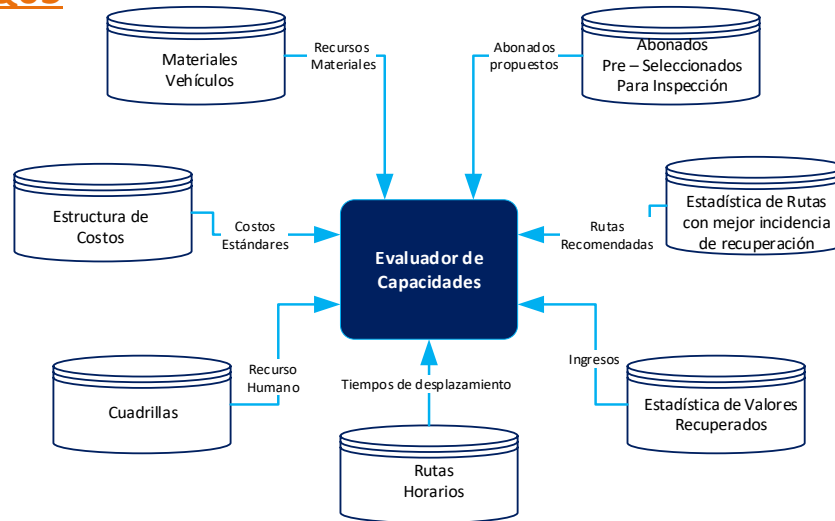 Materiales
Vehículos
Recursos
Materiales
Abonados
propuestos
Abonados
Pre – Seleccionados
Para Inspección
Estructura de
Costos
Costos
Estándares
Evaluador de
Capacidades
Rutas
Recomendadas
Estadística de Rutas
con mejor incidencia
de recuperación
Cuadrillas
Recurso
Humano
Tiempos de desplazamiento
Rutas
Horarios
Ingresos
Estadística de Valores
Recuperados